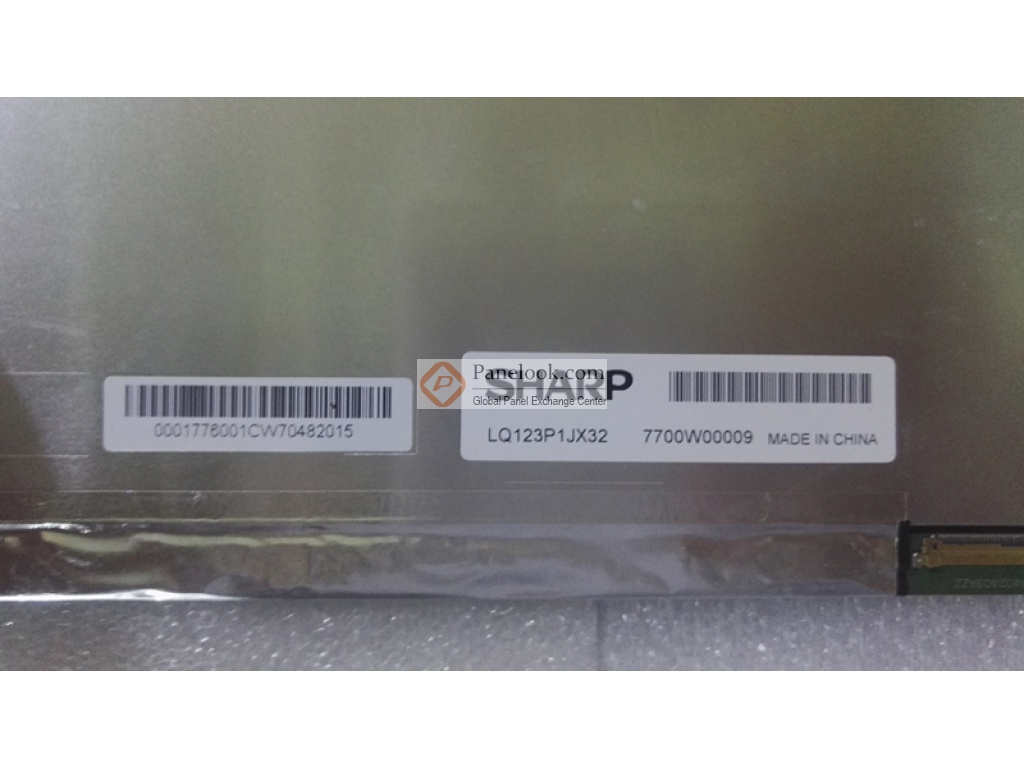 Panelook.com
SHARP
Global Panel Exchange Center
0001776001CW70482015
LQ123P1JX32 7700W00009 MADE IN CHINA